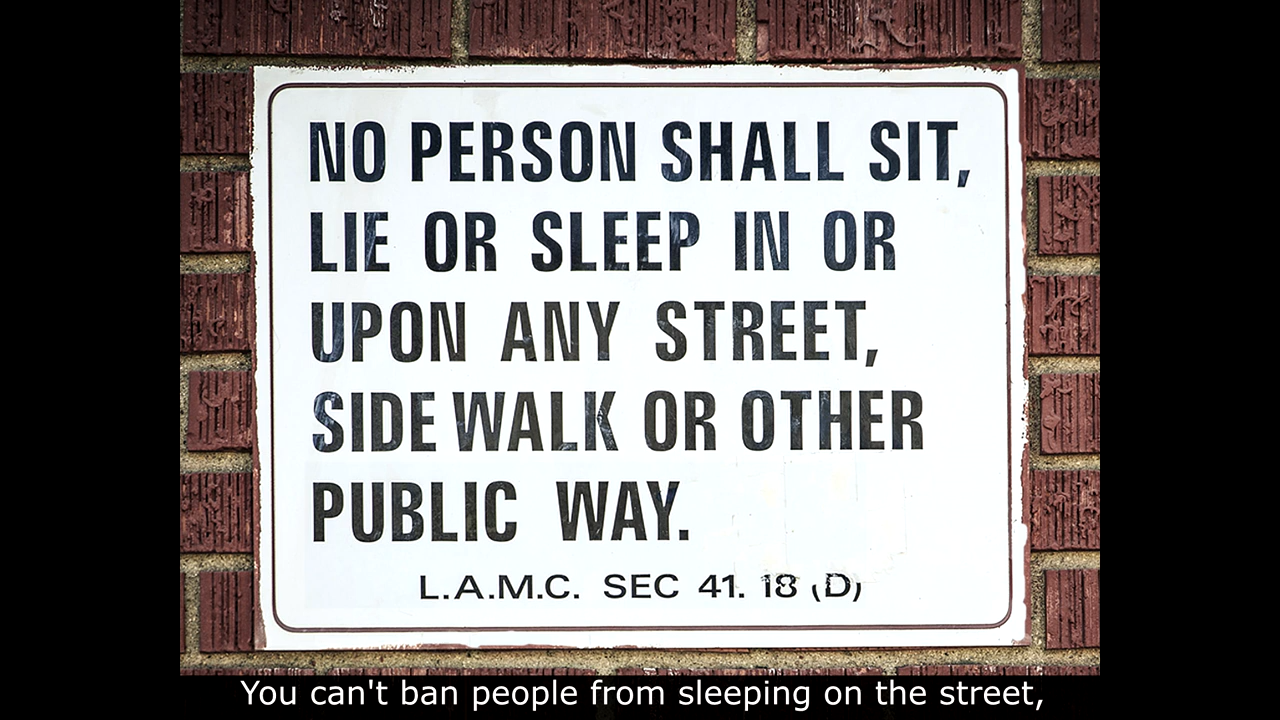 NO PERSON SHALL SIT,
LIE OR SLEEP IN OR
UPON ANY STREET,
SIDE WALK OR OTHER
PUBLIC WAY.
L.A.M.C. SEC 41. 18 (D)
You can't ban people from sleeping on the street,